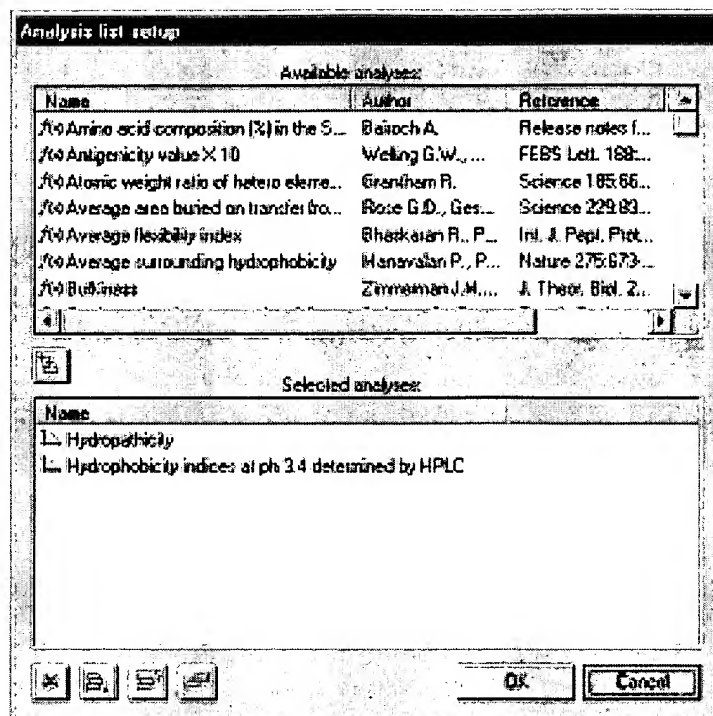 Analysis list setup
Available analyses:
Name Author Reference
f(x) Amino acid composition (%) in the S... Bairoch A. Release notes f...
f(x) Antigenicity value X 10 Welling G.W., ... FEBS Lett. 188:...
f(x) Atomic weight ratio of hetero eleme... Grantham R. Science 185:86...
f(x) Average area buried on transfer fro... Rose G.D., Ges... Science 229:83...
f(x) Average flexibility index Bhaskaran R., P... Int. J. Pept. Prot...
f(x) Average surrounding hydrophobicity Manavalan P., P... Nature 275:673-...
f(x) Bulkiness Zimmerman J.M.... J. Theor. Biol. 2...
Selected analyses:
Name
Hydropathicity
Hydrophobicity indices at ph 3.4 determined by HPLC
OK Cancel